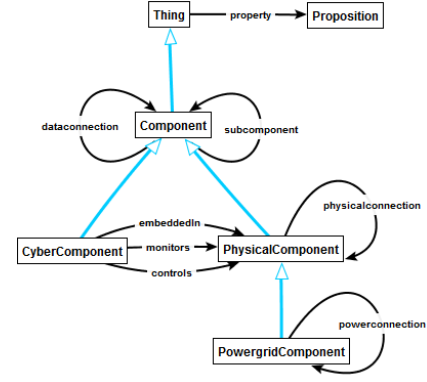 Thing
property
Proposition
dataconnection
Component
subcomponent
physicalconnection
embeddedIn
CyberComponent
monitors
PhysicalComponent
controls
powerconnection
PowergridComponent